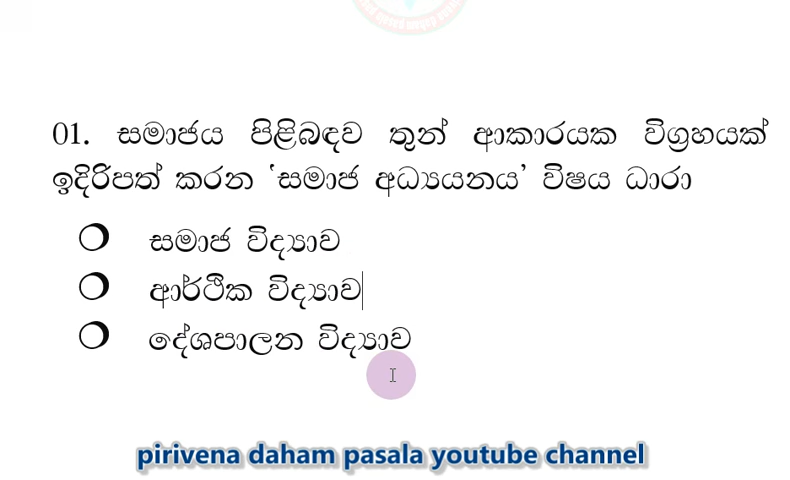 01. සමාජය පිළිබඳව තුන් ආකාරයක විග්‍රහයක්
ඉදිරිපත් කරන ‘සමාජ අධ්‍යයනය’ විෂය ධාරා
සමාජ විද්‍යාව
ආර්ථික විද්‍යාව
දේශපාලන විද්‍යාව
pirivena daham pasala youtube channel